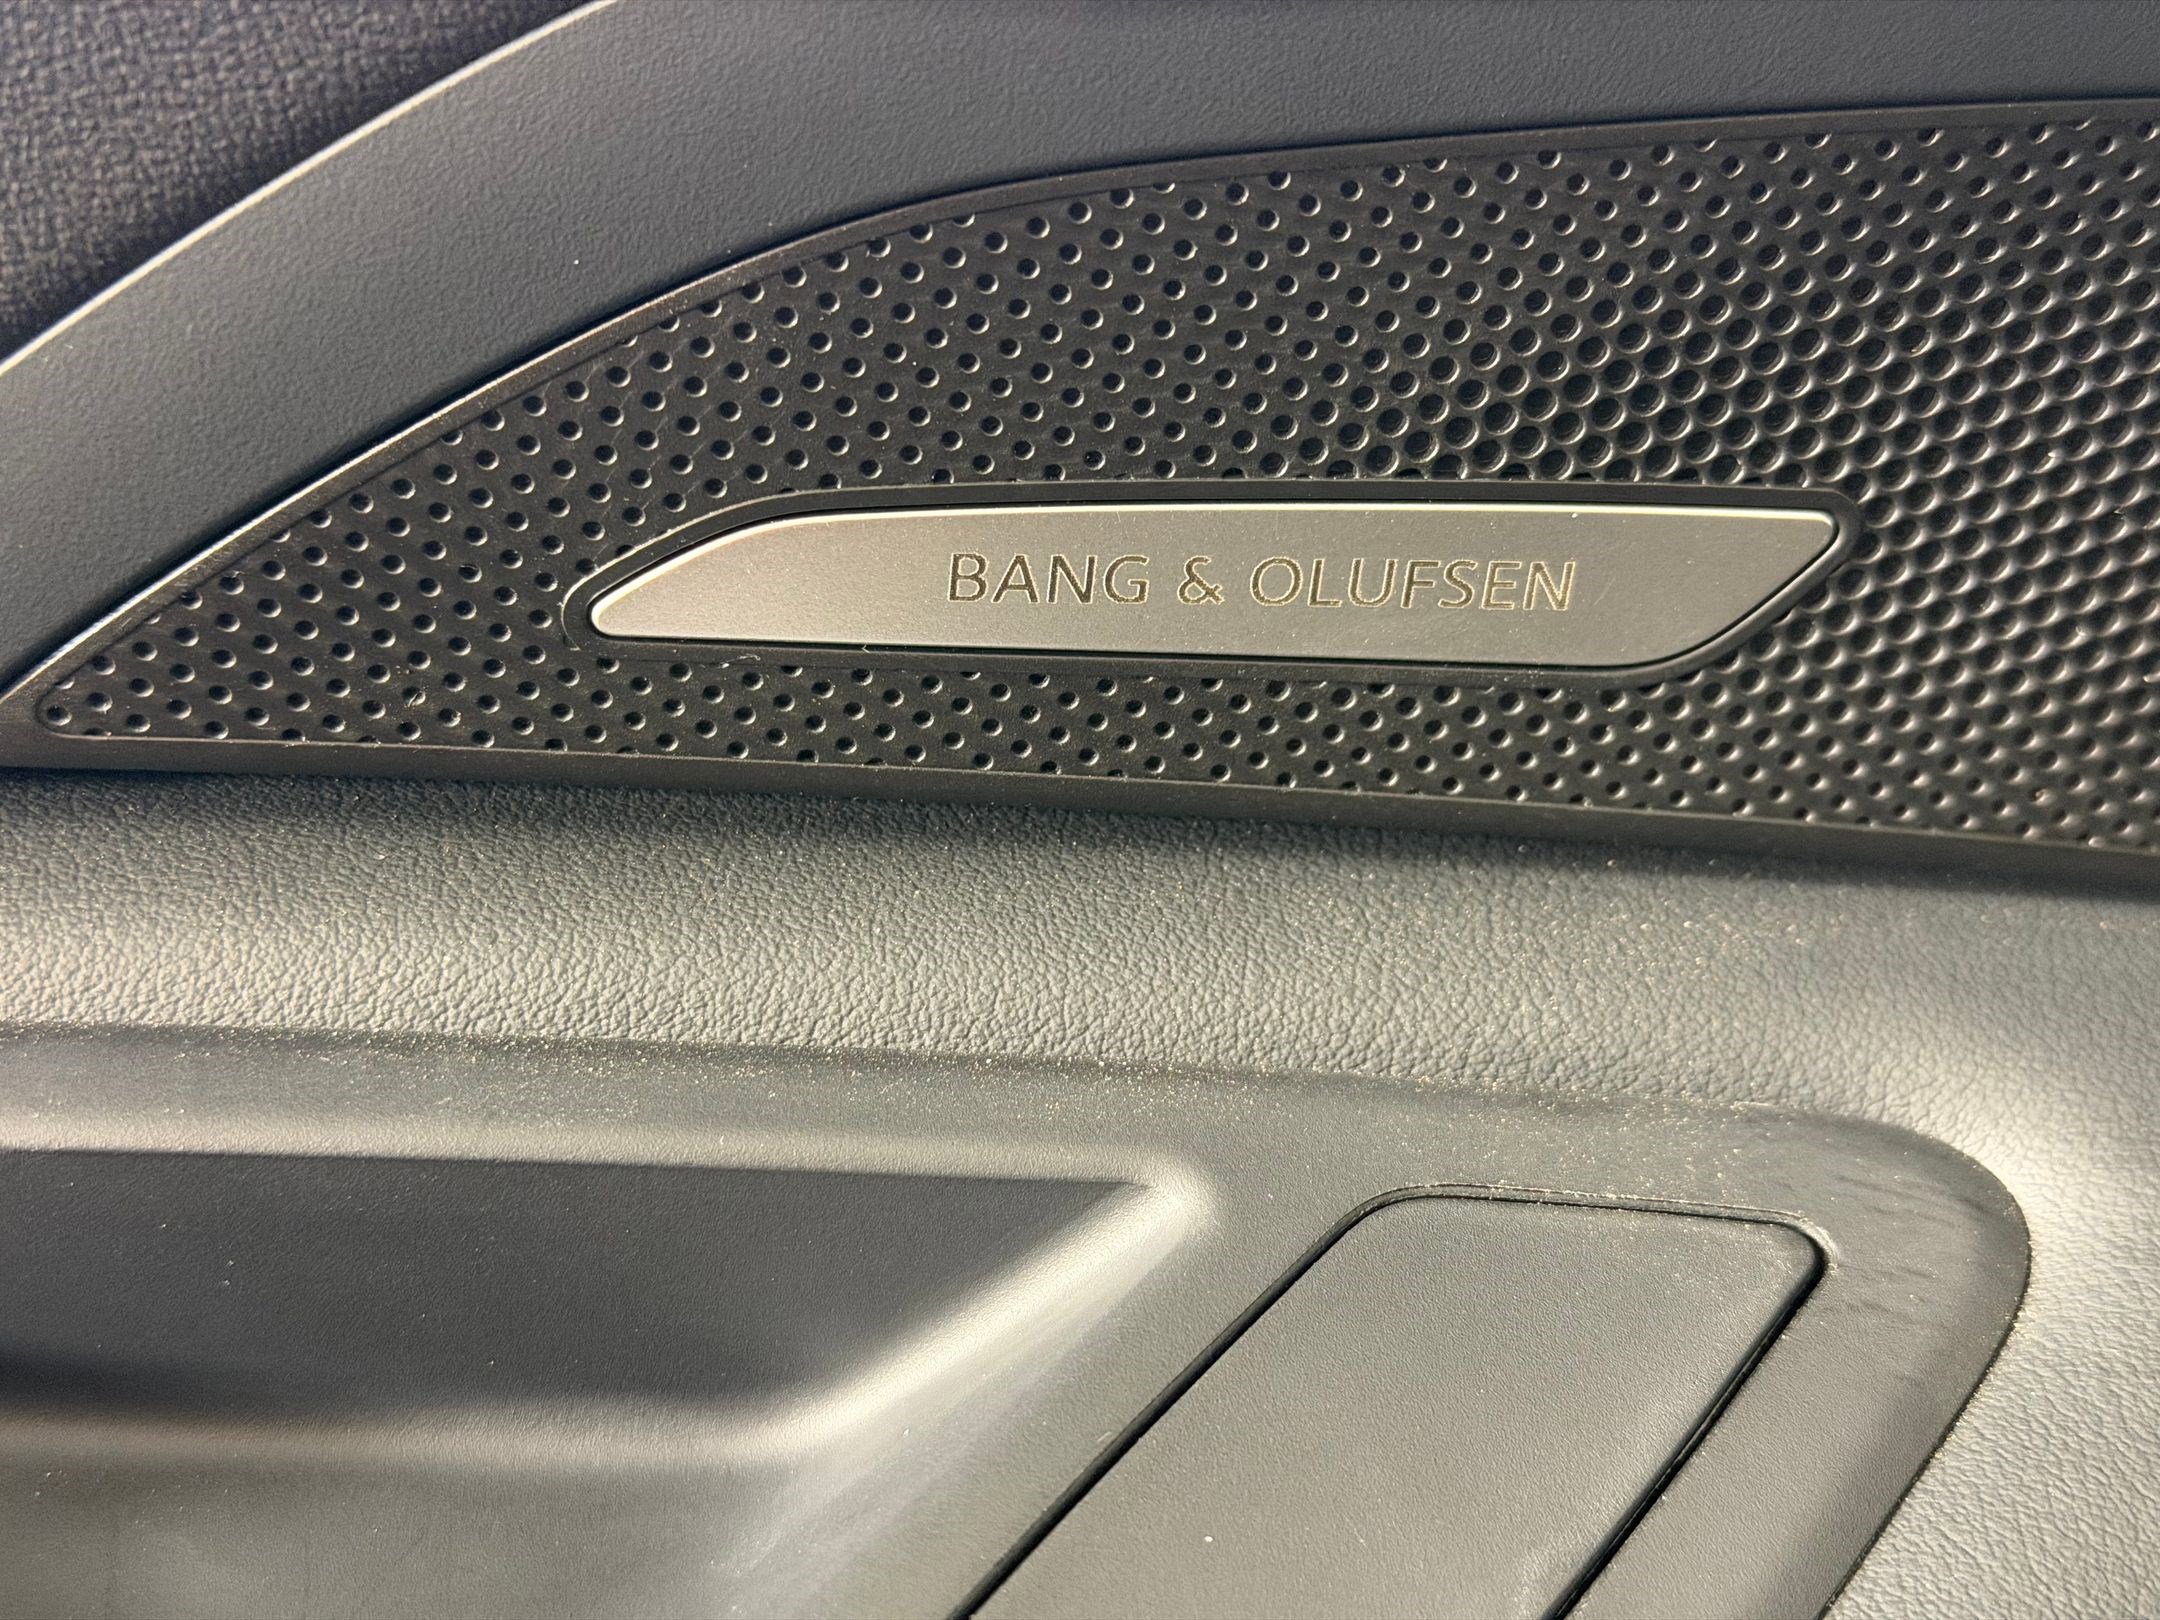 BANG & OLUFSEN